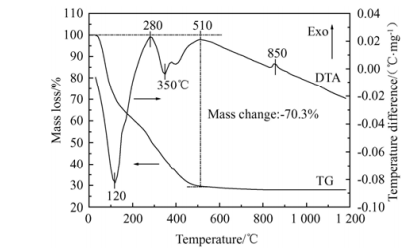 110
100
90
80
70
60
50
40
30
20
Mass loss/%
0.04
0.02
0
-0.02
-0.04
-0.06
-0.08
-0.10
Temperature difference/(℃·mg⁻¹)
280
510
Exo
850
350℃
DTA
Mass change:-70.3%
TG
120
0 200 400 600 800 1 000 1 200
Temperature/℃